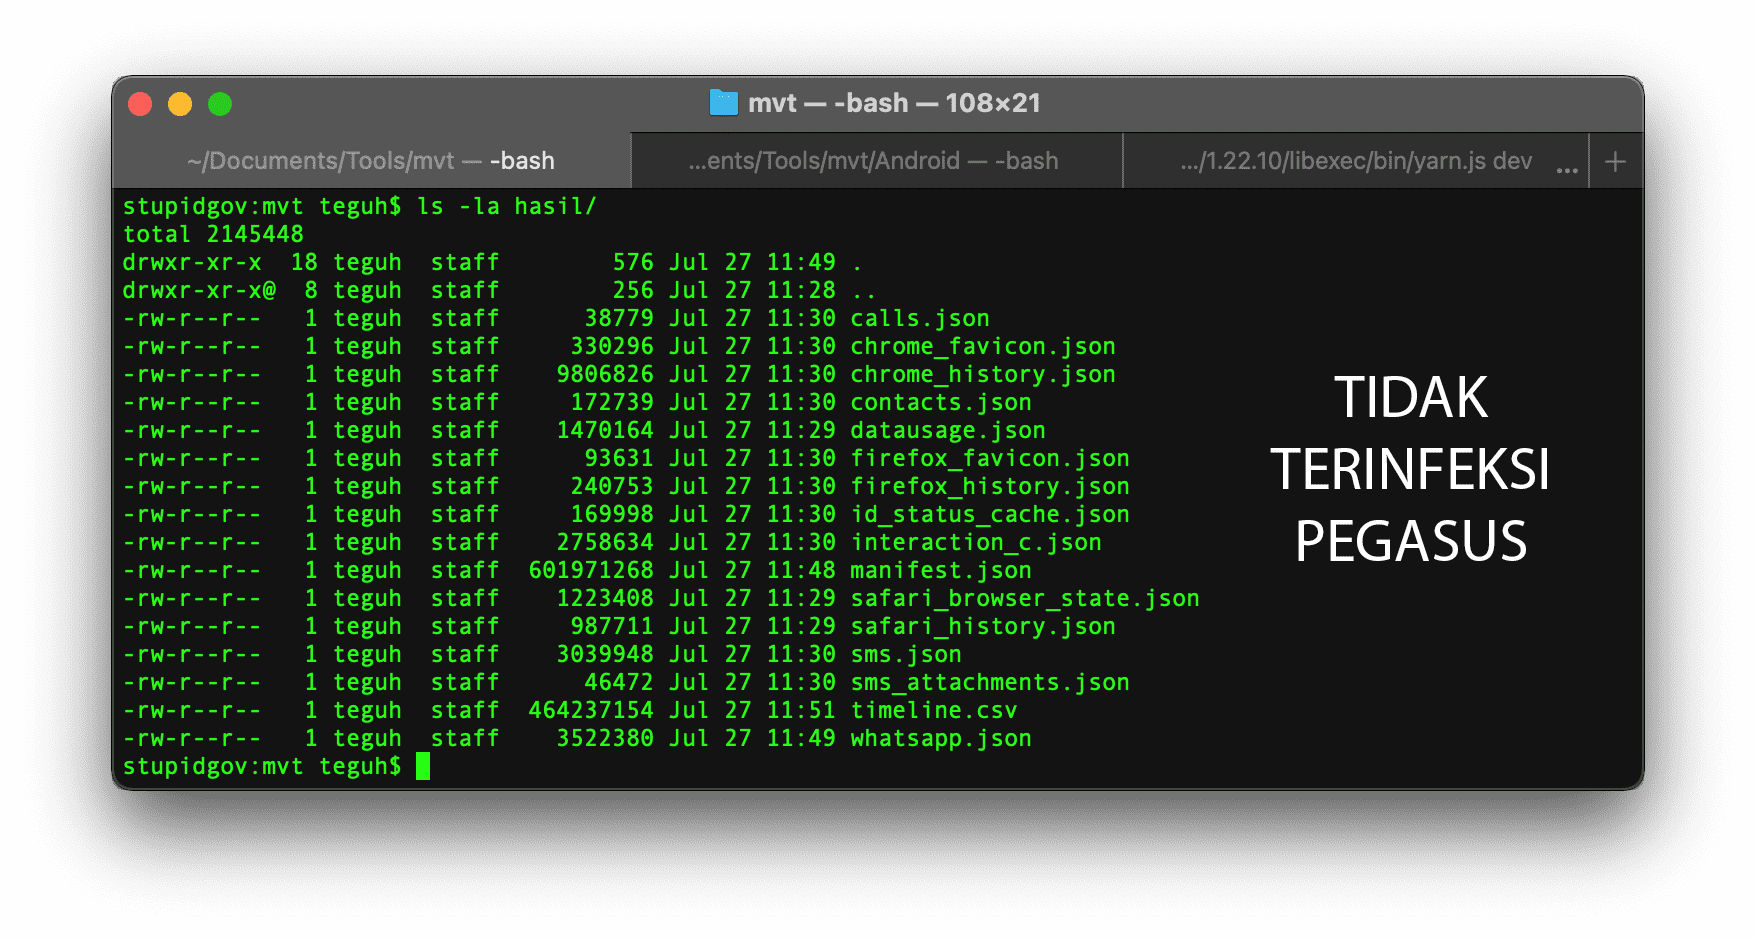 mvt — -bash — 108×21
~/Documents/Tools/mvt — -bash
...ents/Tools/mvt/Android — -bash
.../1.22.10/libexec/bin/yarn.js dev ... +
stupidgov:mvt teguh$ ls -la hasil/
total 2145448
drwxr-xr-x  18 teguh  staff        576 Jul 27 11:49 .
drwxr-xr-x@  8 teguh  staff        256 Jul 27 11:28 ..
-rw-r--r--   1 teguh  staff      38779 Jul 27 11:30 calls.json
-rw-r--r--   1 teguh  staff     330296 Jul 27 11:30 chrome_favicon.json
-rw-r--r--   1 teguh  staff    9806826 Jul 27 11:30 chrome_history.json
-rw-r--r--   1 teguh  staff     172739 Jul 27 11:30 contacts.json
-rw-r--r--   1 teguh  staff    1470164 Jul 27 11:29 datausage.json
-rw-r--r--   1 teguh  staff      93631 Jul 27 11:30 firefox_favicon.json
-rw-r--r--   1 teguh  staff     240753 Jul 27 11:30 firefox_history.json
-rw-r--r--   1 teguh  staff     169998 Jul 27 11:30 id_status_cache.json
-rw-r--r--   1 teguh  staff    2758634 Jul 27 11:30 interaction_c.json
-rw-r--r--   1 teguh  staff  601971268 Jul 27 11:48 manifest.json
-rw-r--r--   1 teguh  staff    1223408 Jul 27 11:29 safari_browser_state.json
-rw-r--r--   1 teguh  staff     987711 Jul 27 11:29 safari_history.json
-rw-r--r--   1 teguh  staff    3039948 Jul 27 11:30 sms.json
-rw-r--r--   1 teguh  staff      46472 Jul 27 11:30 sms_attachments.json
-rw-r--r--   1 teguh  staff  464237154 Jul 27 11:51 timeline.csv
-rw-r--r--   1 teguh  staff    3522380 Jul 27 11:49 whatsapp.json
stupidgov:mvt teguh$
TIDAK
TERINFEKSI
PEGASUS